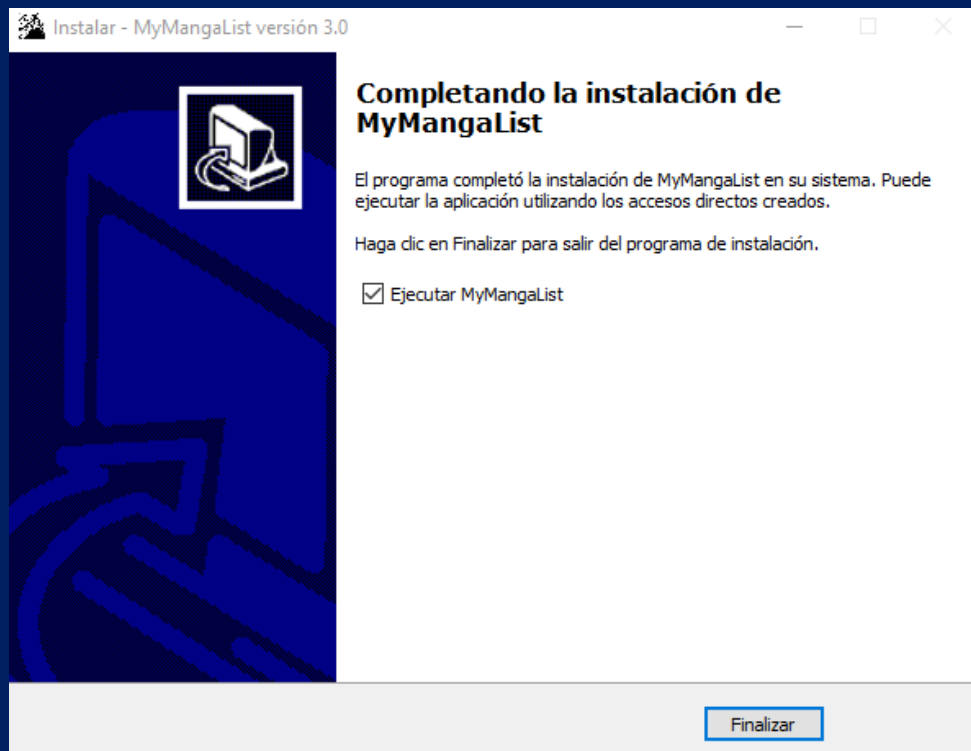 Instalar - MyMangaList versión 3.0
Completando la instalación de
MyMangaList
El programa completó la instalación de MyMangaList en su sistema. Puede
ejecutar la aplicación utilizando los accesos directos creados.
Haga clic en Finalizar para salir del programa de instalación.
Ejecutar MyMangaList
Finalizar